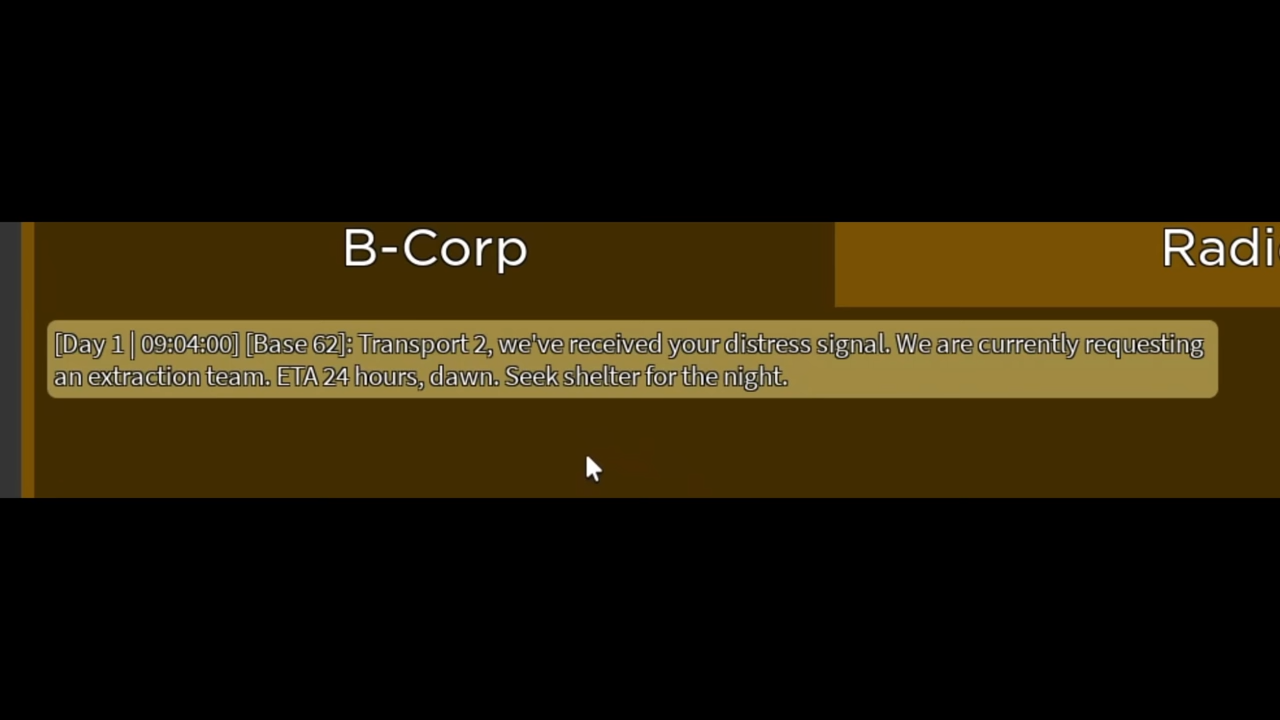 B-Corp
[Day 1 | 09:04:00] [Base 62]: Transport 2, we've received your distress signal. We are currently requesting
an extraction team. ETA 24 hours, dawn. Seek shelter for the night.